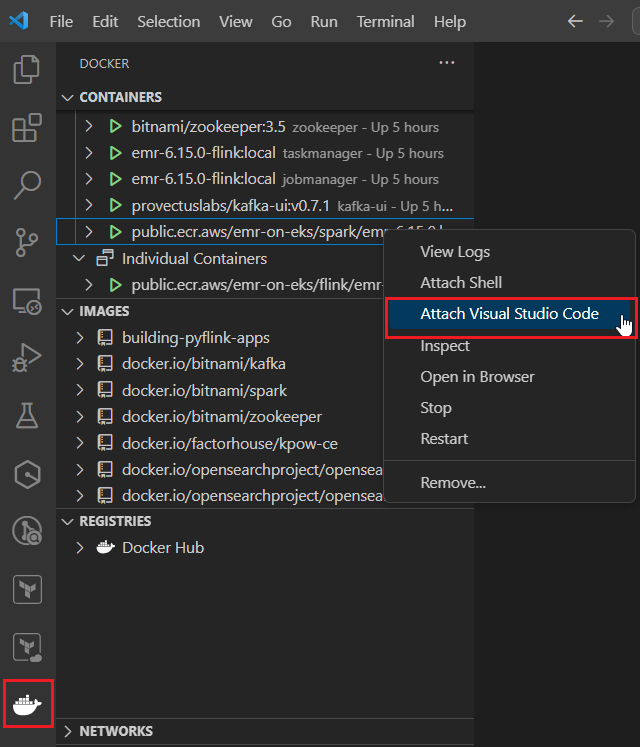 File Edit Selection View Go Run Terminal Help
DOCKER
CONTAINERS
bitnami/zookeeper:3.5 zookeeper - Up 5 hours
emr-6.15.0-flink:local taskmanager - Up 5 hours
emr-6.15.0-flink:local jobmanager - Up 5 hours
provectuslabs/kafka-ui:v0.7.1 kafka-ui - Up 5 h...
public.ecr.aws/emr-on-eks/spark/emr-6.15.0:l
Individual Containers
public.ecr.aws/emr-on-eks/flink/emr-
IMAGES
building-pyflink-apps
docker.io/bitnami/kafka
docker.io/bitnami/spark
docker.io/bitnami/zookeeper
docker.io/factorhouse/kpow-ce
docker.io/opensearchproject/opensea
docker.io/opensearchproject/opensea
REGISTRIES
Docker Hub
NETWORKS
View Logs
Attach Shell
Attach Visual Studio Code
Inspect
Open in Browser
Stop
Restart
Remove...